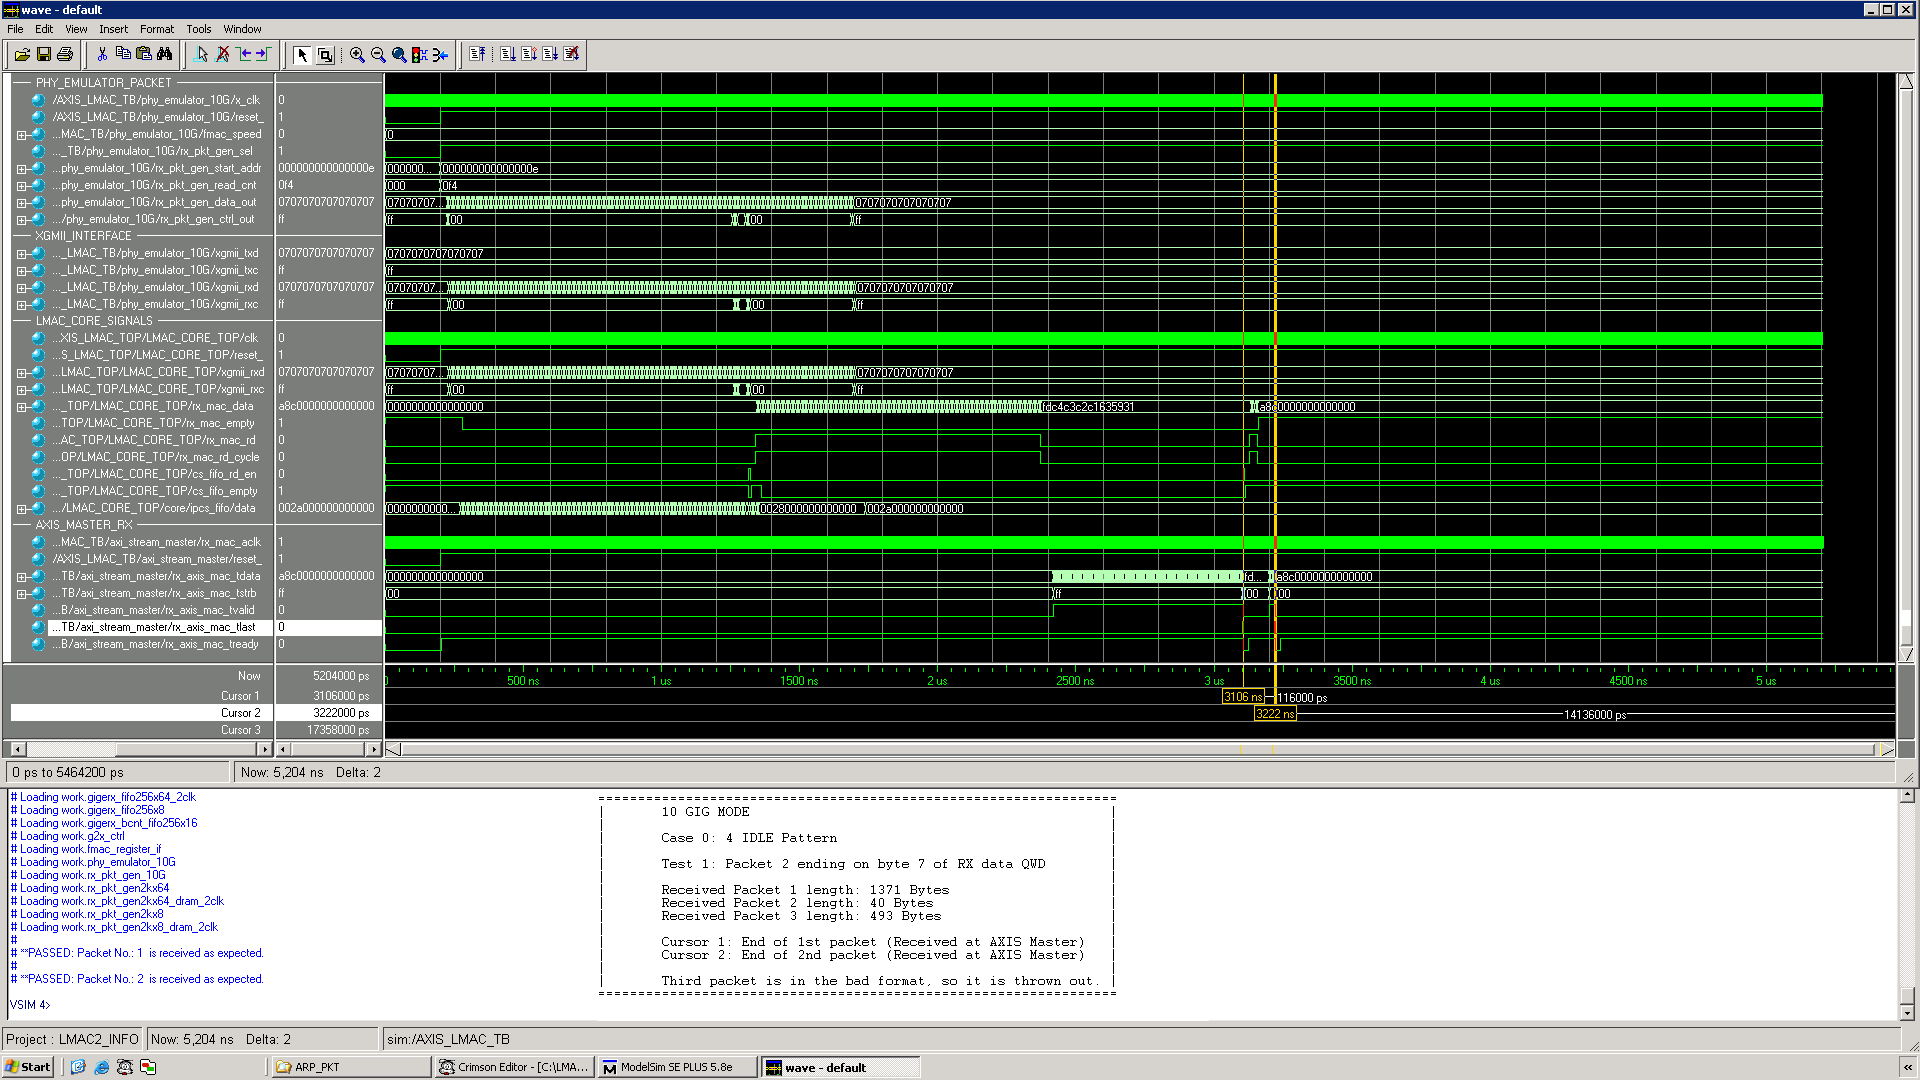 wave - default
File Edit View Insert Format Tools Window
PHY_EMULATOR_PACKET
/AXIS_LMAC_TB/phy_emulator_10G/x_clk 0
/AXIS_LMAC_TB/phy_emulator_10G/reset_ 1
...MAC_TB/phy_emulator_10G/fmac_speed 0 0
..._TB/phy_emulator_10G/rx_pkt_gen_sel 1
...phy_emulator_10G/rx_pkt_gen_start_addr 000000000000000e 000000... 000000000000000e
...phy_emulator_10G/rx_pkt_gen_read_cnt 0f4 000 0f4
...phy_emulator_10G/rx_pkt_gen_data_out 0707070707070707 07070707... 0707070707070707
.../phy_emulator_10G/rx_pkt_gen_ctrl_out ff ff 00 00 ff
XGMII_INTERFACE
..._LMAC_TB/phy_emulator_10G/xgmii_txd 0707070707070707 0707070707070707
..._LMAC_TB/phy_emulator_10G/xgmii_txc ff ff
..._LMAC_TB/phy_emulator_10G/xgmii_rxd 0707070707070707 07070707... 0707070707070707
..._LMAC_TB/phy_emulator_10G/xgmii_rxc ff ff 00 00 ff
LMAC_CORE_SIGNALS
...XIS_LMAC_TOP/LMAC_CORE_TOP/clk 0
...S_LMAC_TOP/LMAC_CORE_TOP/reset_ 1
...LMAC_TOP/LMAC_CORE_TOP/xgmii_rxd 0707070707070707 07070707... 0707070707070707
...LMAC_TOP/LMAC_CORE_TOP/xgmii_rxc ff ff 00 00 ff
..._TOP/LMAC_CORE_TOP/rx_mac_data a8c0000000000000 0000000000000000 fdc4c3c2c1635931 a8c0000000000000
...TOP/LMAC_CORE_TOP/rx_mac_empty 1
...AC_TOP/LMAC_CORE_TOP/rx_mac_rd 0
...OP/LMAC_CORE_TOP/rx_mac_rd_cycle 0
..._TOP/LMAC_CORE_TOP/cs_fifo_rd_en 0
..._TOP/LMAC_CORE_TOP/cs_fifo_empty 1
.../LMAC_CORE_TOP/core/ipcs_fifo/data 002a000000000000 0000000000... 0028000000000000 002a000000000000
AXIS_MASTER_RX
...MAC_TB/axi_stream_master/rx_mac_aclk 1
/AXIS_LMAC_TB/axi_stream_master/reset_ 1
...TB/axi_stream_master/rx_axis_mac_tdata a8c0000000000000 0000000000000000 fd... a8c0000000000000
...TB/axi_stream_master/rx_axis_mac_tstrb ff 00 ff 00 00
...B/axi_stream_master/rx_axis_mac_tvalid 0
...TB/axi_stream_master/rx_axis_mac_tlast 0
...B/axi_stream_master/rx_axis_mac_tready 0
Now 5204000 ps 500 ns 1 us 1500 ns 2 us 2500 ns 3 us 3500 ns 4 us 4500 ns 5 us
Cursor 1 3106000 ps 3106 ns 116000 ps
Cursor 2 3222000 ps 3222 ns 14136000 ps
Cursor 3 17358000 ps
0 ps to 5464200 ps Now: 5,204 ns Delta: 2
# Loading work.gigerx_fifo256x64_2clk
# Loading work.gigerx_fifo256x8
# Loading work.gigerx_bcnt_fifo256x16
# Loading work.g2x_ctrl
# Loading work.fmac_register_if
# Loading work.phy_emulator_10G
# Loading work.rx_pkt_gen_10G
# Loading work.rx_pkt_gen2kx64
# Loading work.rx_pkt_gen2kx64_dram_2clk
# Loading work.rx_pkt_gen2kx8
# Loading work.rx_pkt_gen2kx8_dram_2clk
#
# **PASSED: Packet No.: 1 is received as expected.
#
# **PASSED: Packet No.: 2 is received as expected.
VSIM 4>
10 GIG MODE
Case 0: 4 IDLE Pattern
Test 1: Packet 2 ending on byte 7 of RX data QWD
Received Packet 1 length: 1371 Bytes
Received Packet 2 length: 40 Bytes
Received Packet 3 length: 493 Bytes
Cursor 1: End of 1st packet (Received at AXIS Master)
Cursor 2: End of 2nd packet (Received at AXIS Master)
Third packet is in the bad format, so it is thrown out.
Project : LMAC2_INFO Now: 5,204 ns Delta: 2 sim:/AXIS_LMAC_TB
Start ARP_PKT Crimson Editor - [C:\LMA... ModelSim SE PLUS 5.8e wave - default